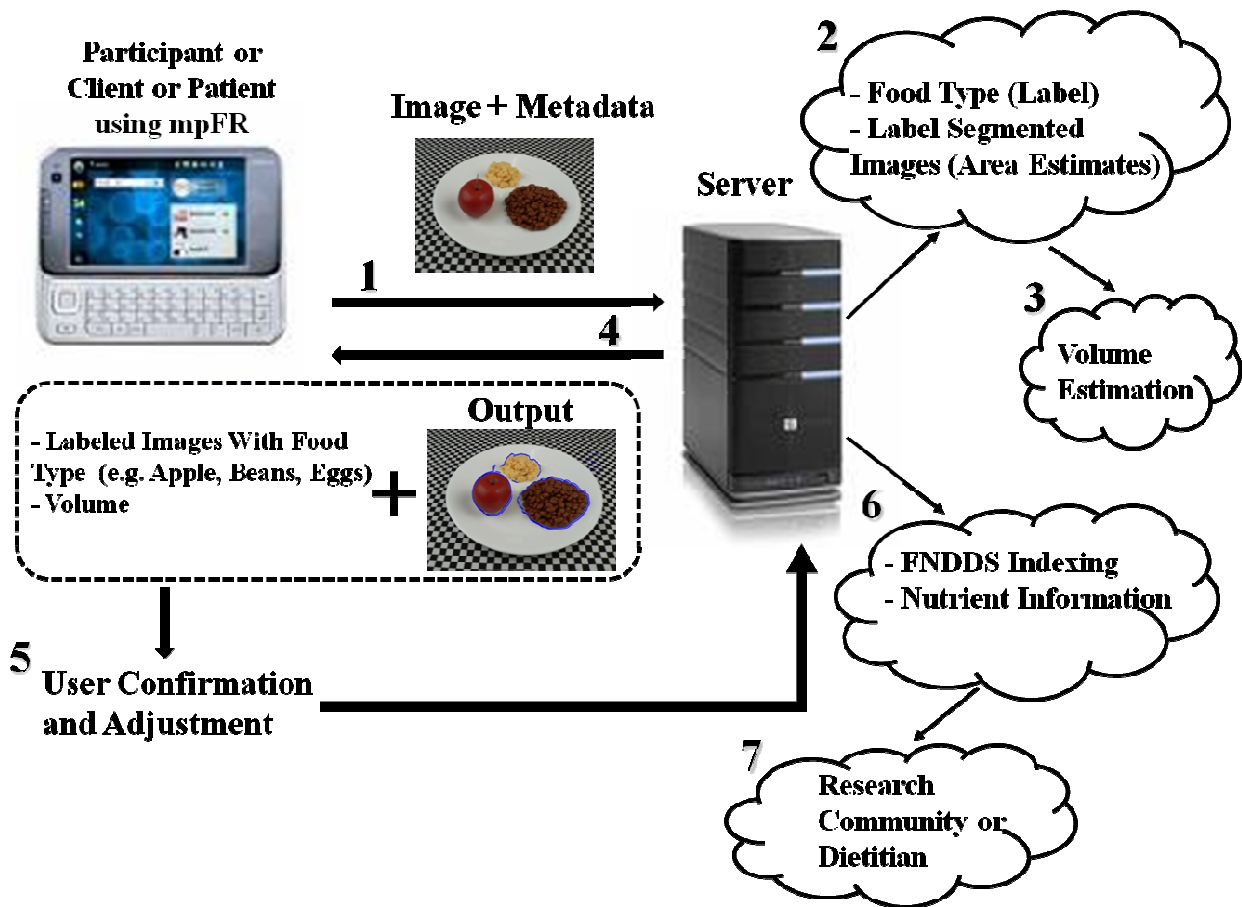 Participant or
Client or Patient
using mpFR
Image + Metadata
Server
1
4
2
- Food Type (Label)
- Label Segmented
Images (Area Estimates)
3
Volume
Estimation
Output
- Labeled Images With Food
Type (e.g. Apple, Beans, Eggs)
- Volume
+
5
User Confirmation
and Adjustment
6
- FNDDS Indexing
- Nutrient Information
7
Research
Community or
Dietitian